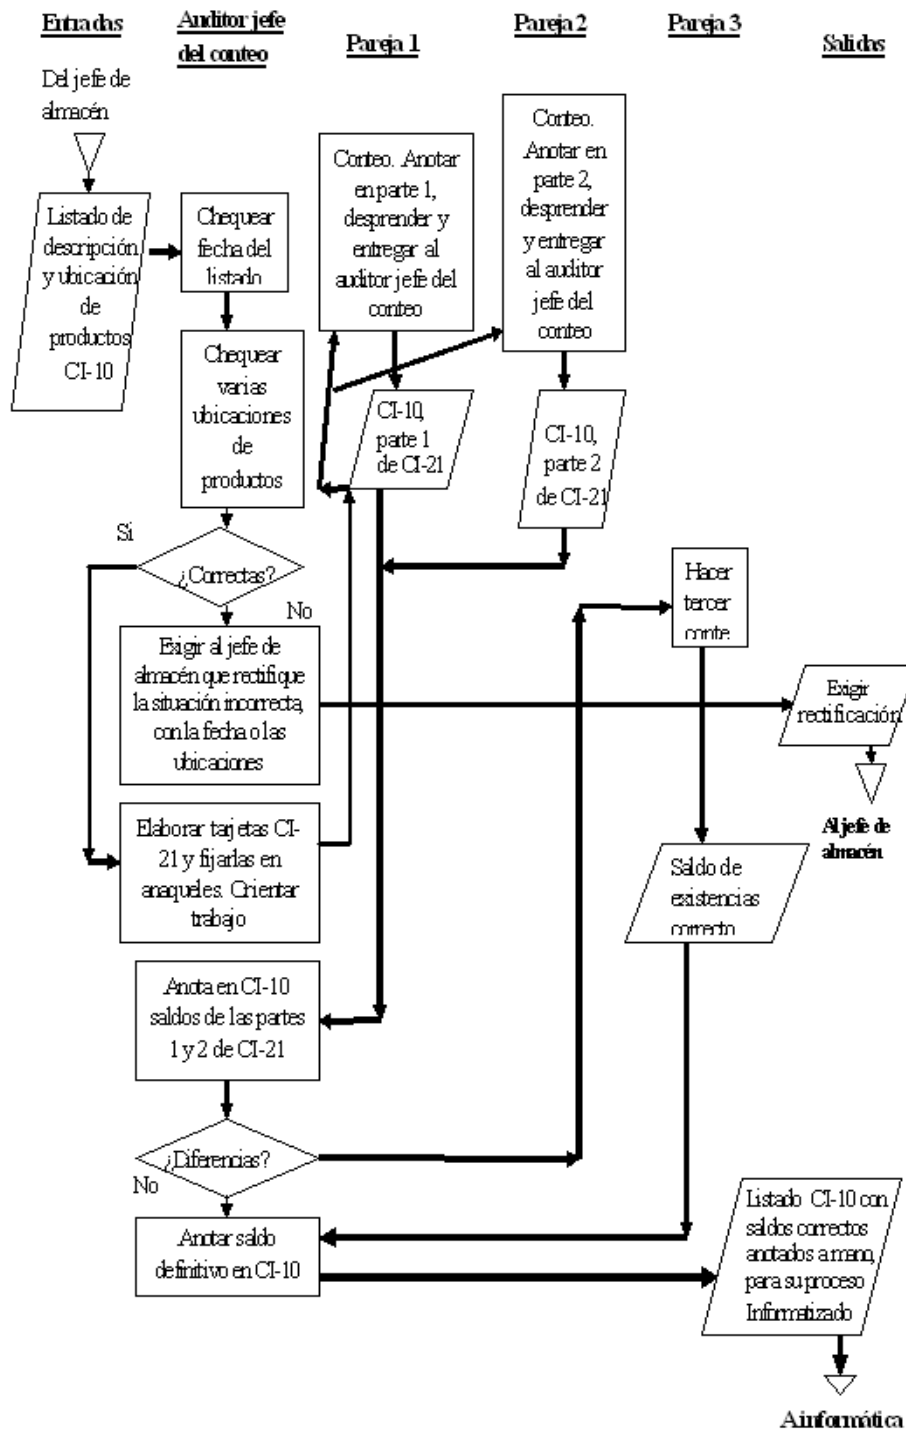 Entradas
Auditor jefe
del conteo
Pareja 1
Pareja 2
Pareja 3
Salidas
Del jefe de
almacén
Listado de
descripción
y ubicación
de
productos
CI-10
Chequear
fecha del
listado
Chequear
varias
ubicaciones
de
productos
Conteo. Anotar
en parte 1,
desprender y
entregar al
auditor jefe del
conteo
Conteo.
Anotar en
parte 2,
desprender
y entregar
al auditor
jefe del
conteo
CI-10,
parte 1
de CI-21
CI-10,
parte 2
de CI-21
Si
¿Correctas?
No
Exigir al jefe de
almacén que rectifique
la situación incorrecta,
con la fecha o las
ubicaciones
Hacer
tercer
conte
Exigir
rectificación
Al jefe de
almacén
Elaborar tarjetas CI-
21 y fijarlas en
anaqueles. Orientar
trabajo
Saldo de
existencias
correcto
Anota en CI-10
saldos de las partes
1 y 2 de CI-21
¿Diferencias?
No
Anotar saldo
definitivo en CI-10
Listado CI-10 con
saldos correctos
anotados a mano,
para su proceso
Informatizado
A informática